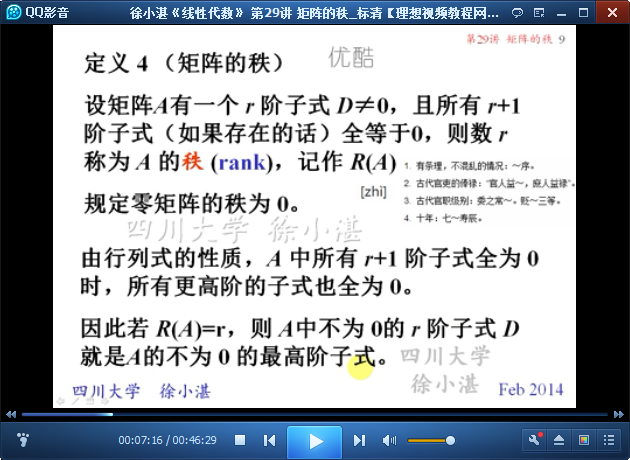 QQ影音
徐小湛《线性代数》 第29讲 矩阵的秩_标清〖理想视频教程网...
第29讲 矩阵的秩 9
定义 4 （矩阵的秩）
优酷
设矩阵A有一个 r 阶子式 D≠0，且所有 r+1
阶子式（如果存在的话）全等于0，则数 r
称为 A 的秩 (rank)，记作 R(A)
[zhì]
1. 有条理，不混乱的情况：～序。
2. 古代官吏的俸禄：“宫人益～，庶人益禄”。
3. 古代官职级别：委之常～。贬～三等。
4. 十年：七～寿辰。
规定零矩阵的秩为 0。
四川大学 徐小湛
由行列式的性质，A 中所有 r+1 阶子式全为 0
时，所有更高阶的子式也全为 0。
因此若 R(A)=r，则 A中不为 0的 r 阶子式 D
就是A的不为 0 的最高阶子式。
四川大学
徐小湛
四川大学 徐小湛
Feb 2014
00:07:16 / 00:46:29